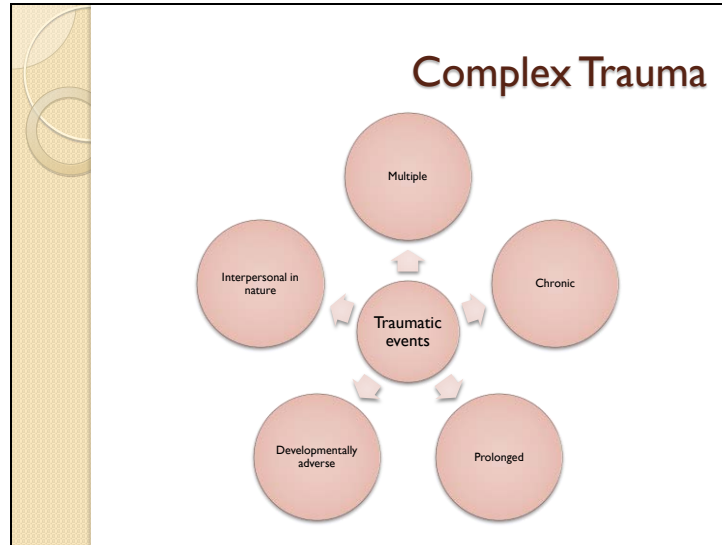 Complex Trauma
Multiple
Chronic
Prolonged
Developmentally
adverse
Interpersonal in
nature
Traumatic
events